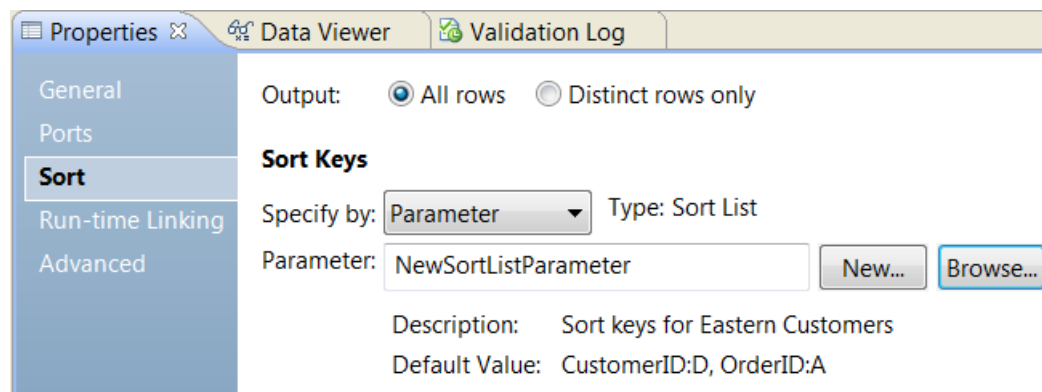 Properties Data Viewer Validation Log
General
Output: All rows Distinct rows only
Ports
Sort Keys
Sort
Specify by: Parameter Type: Sort List
Run-time Linking
Parameter: NewSortListParameter New... Browse...
Advanced
Description: Sort keys for Eastern Customers
Default Value: CustomerID:D, OrderID:A